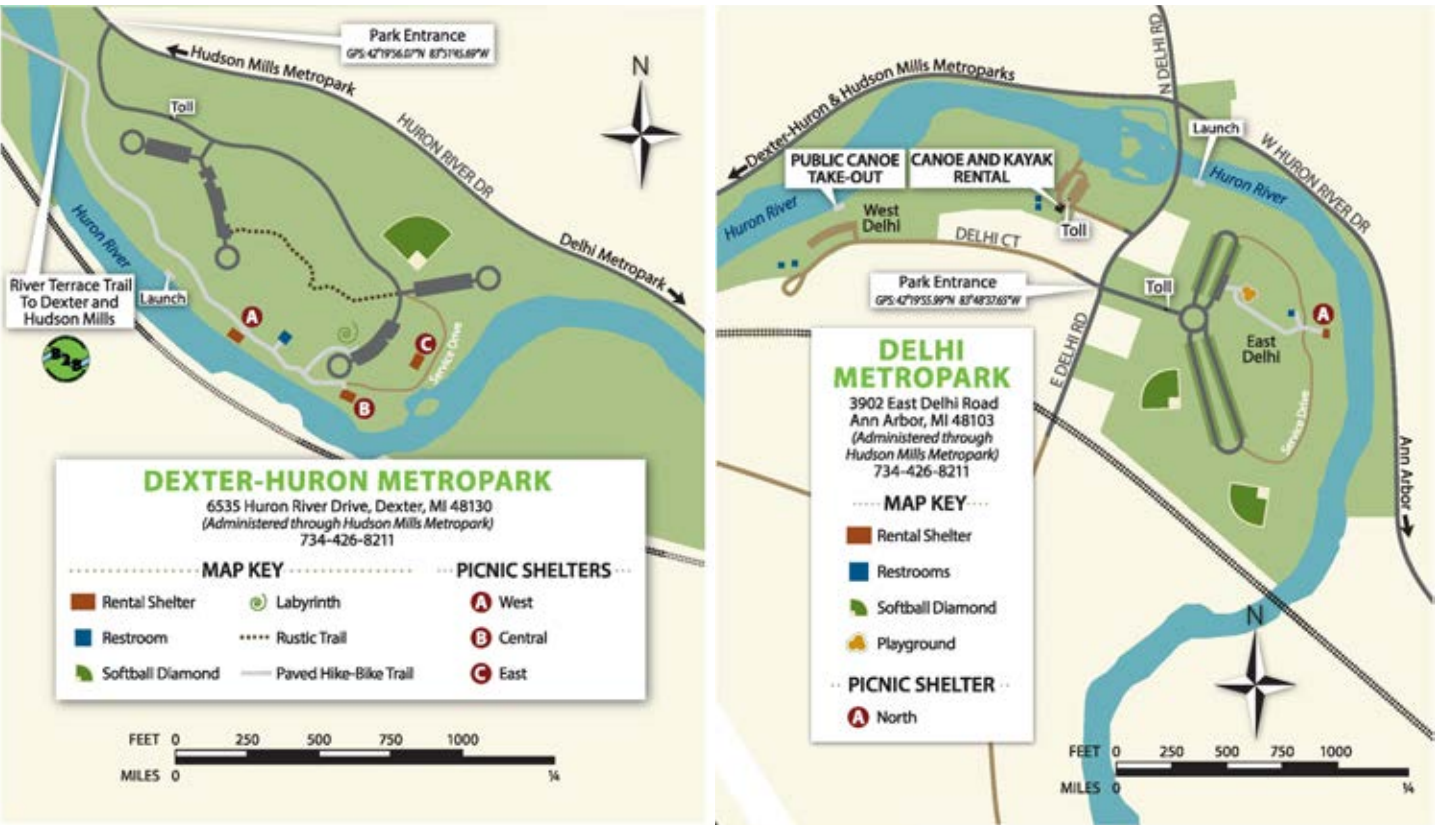 Park Entrance
GPS: 42°19'56.07"N 83°51'45.69"W
Hudson Mills Metropark
N
Toll
HURON RIVER DR
Delhi Metropark
Huron River
River Terrace Trail
To Dexter and
Hudson Mills
Launch
B2B
A
C
B
Service Drive
DEXTER-HURON METROPARK
6535 Huron River Drive, Dexter, MI 48130
(Administered through Hudson Mills Metropark)
734-426-8211
MAP KEY
Rental Shelter
Restroom
Softball Diamond
Labyrinth
Rustic Trail
Paved Hike-Bike Trail
PICNIC SHELTERS
A West
B Central
C East
FEET 0 250 500 750 1000
MILES 0 ¼
N DELHI RD
Dexter-Huron & Hudson Mills Metroparks
Launch
W HURON RIVER DR
PUBLIC CANOE
TAKE-OUT
CANOE AND KAYAK
RENTAL
Huron River
Huron River
West
Delhi
Toll
DELHI CT
Park Entrance
GPS: 42°19'55.99"N 83°48'37.65"W
Toll
A
East
Delhi
E DELHI RD
Service Drive
Ann Arbor
DELHI
METROPARK
3902 East Delhi Road
Ann Arbor, MI 48103
(Administered through
Hudson Mills Metropark)
734-426-8211
MAP KEY
Rental Shelter
Restrooms
Softball Diamond
Playground
PICNIC SHELTER
A North
N
FEET 0 250 500 750 1000
MILES 0 ¼